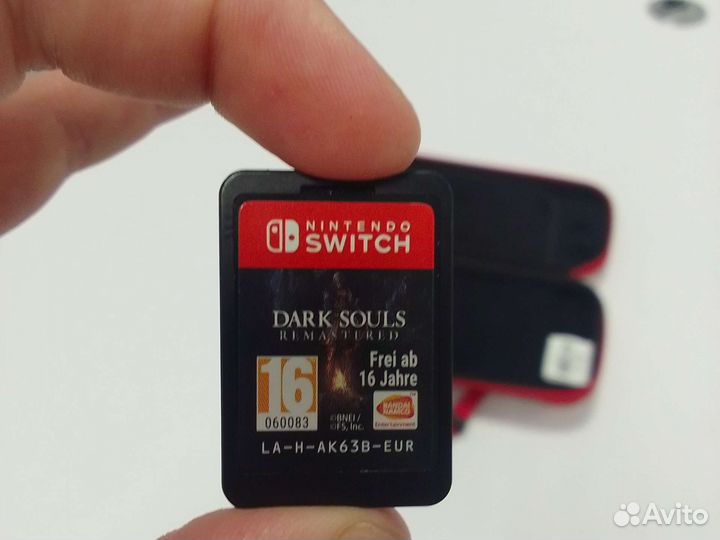 NINTENDO
SWITCH
DARK SOULS
REMASTERED
16
060083
Frei ab
16 Jahre
©BNEI /
©FS, Inc.
BANDAI
NAMCO
Entertainment
TM
LA-H-AK63B-EUR
Avito